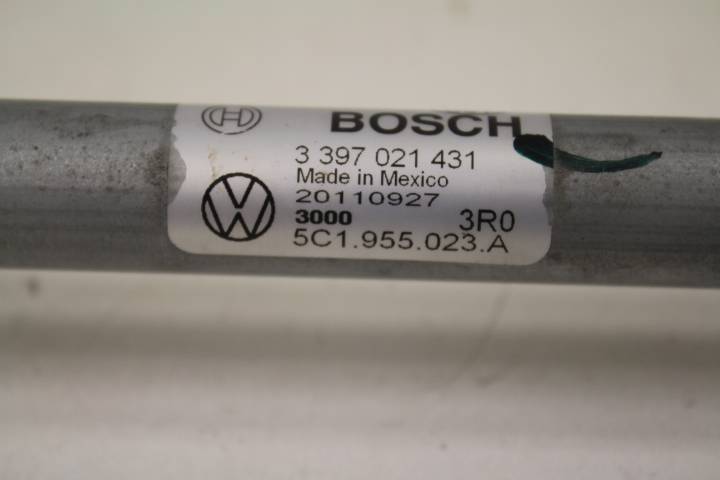 BOSCH
3 397 021 431
Made in Mexico
20110927
3000 3R0
5C1.955.023.A